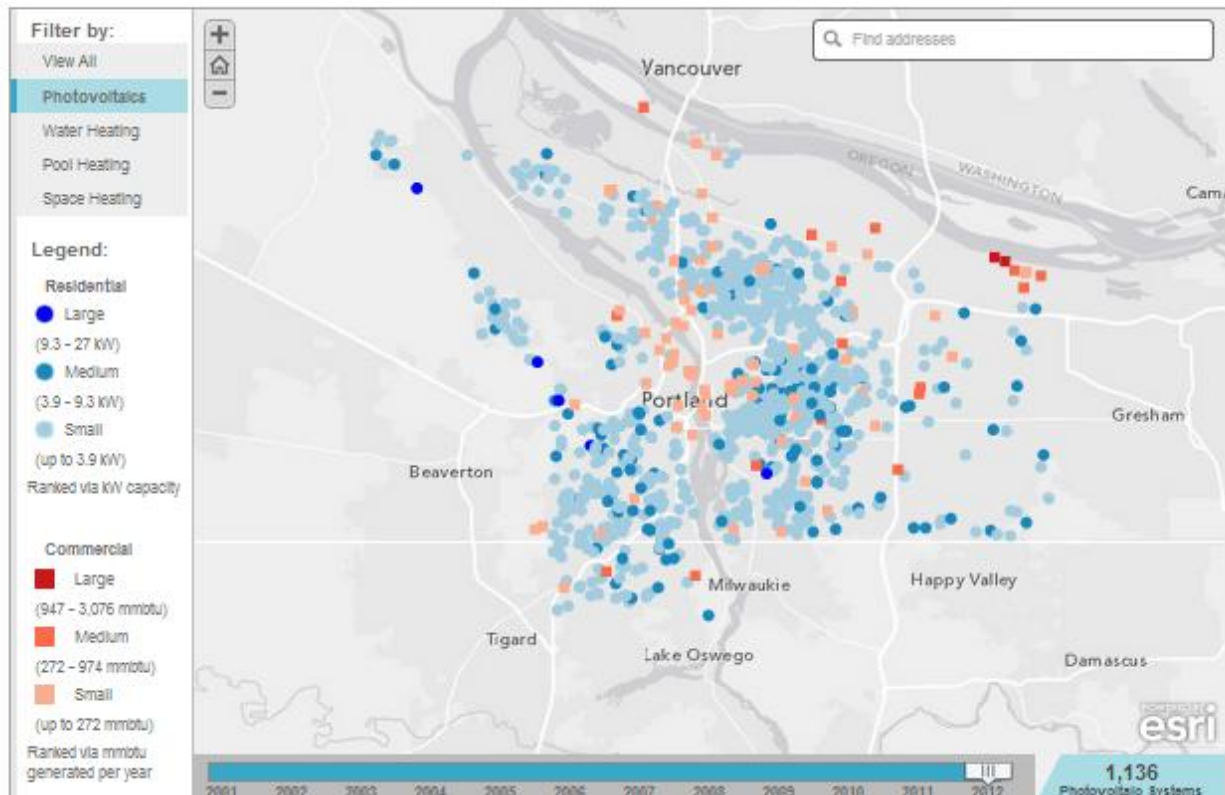 Filter by:
View All
Photovoltaics
Water Heating
Pool Heating
Space Heating
Legend:
Residential
Large
(9.3 - 27 kW)
Medium
(3.9 - 9.3 kW)
Small
(up to 3.9 kW)
Ranked via kW capacity
Commercial
Large
(947 - 3,076 mmbtu)
Medium
(272 - 974 mmbtu)
Small
(up to 272 mmbtu)
Ranked via mmbtu
generated per year
Find addresses
Vancouver
OREGON
WASHINGTON
Cam
Portland
Gresham
Beaverton
Milwaukie
Happy Valley
Tigard
Lake Oswego
Damascus
POWERED BY
esri
2001 2002 2003 2004 2005 2006 2007 2008 2009 2010 2011 2012
1,136
Photovoltaic Systems